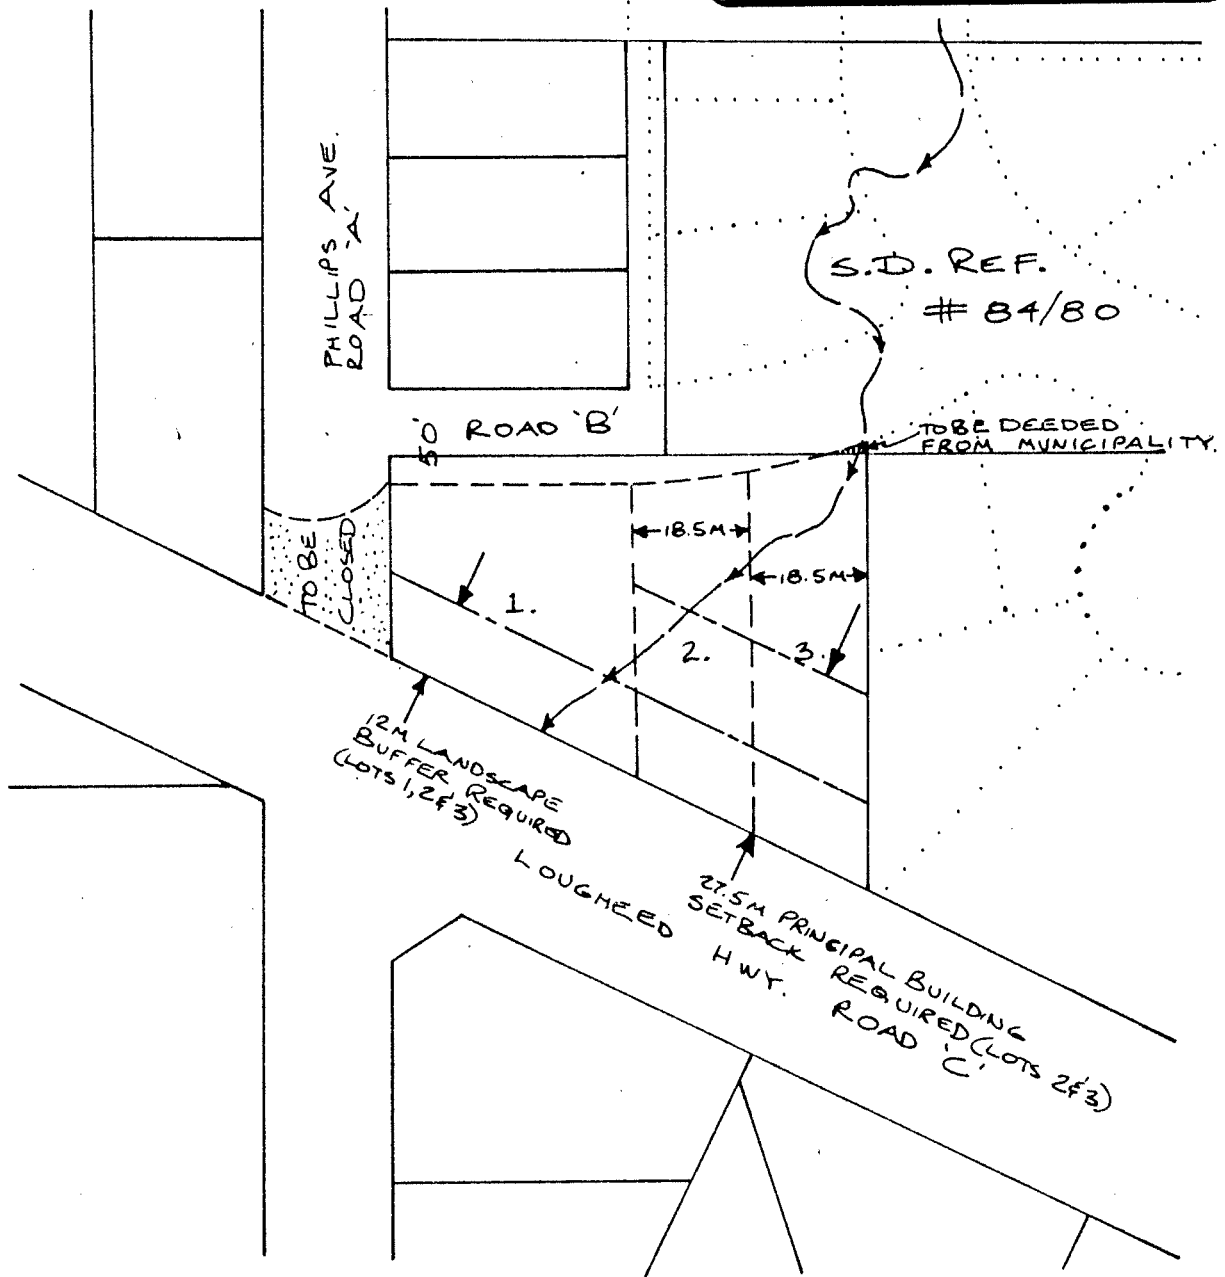 PHILLIPS AVE.
ROAD 'A'
S.D. REF.
# 84/80
50'
ROAD 'B'
TO BE DEEDED
FROM MUNICIPALITY.
TO BE
CLOSED
18.5M
18.5M
1.
2.
3.
12M LANDSCAPE
BUFFER REQUIRED
(LOTS 1, 2 & 3)
27.5M PRINCIPAL BUILDING
SETBACK REQUIRED (LOTS 2 & 3)
LOUGHEED HWY. ROAD 'C'